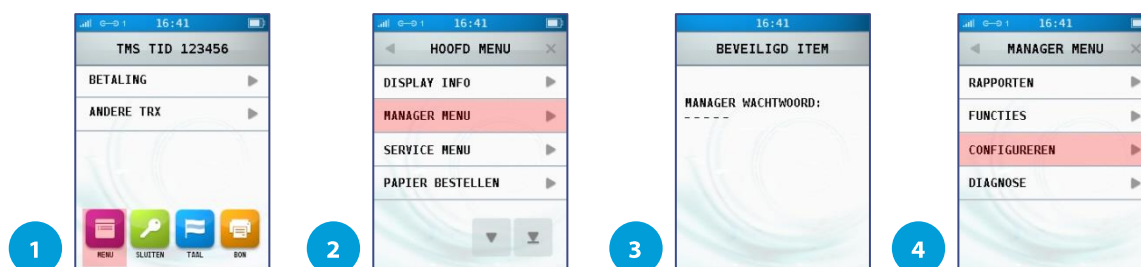 1
16:41
TMS TID 123456
BETALING
ANDERE TRX
MENU SLUITEN TAAL BON
1
16:41
HOOFD MENU
DISPLAY INFO
MANAGER MENU
SERVICE MENU
PAPIER BESTELLEN
2
16:41
BEVEILIGD ITEM
MANAGER WACHTWOORD:
- - - - -
3
1 16:41
MANAGER MENU
RAPPORTEN
FUNCTIES
CONFIGUREREN
DIAGNOSE
4